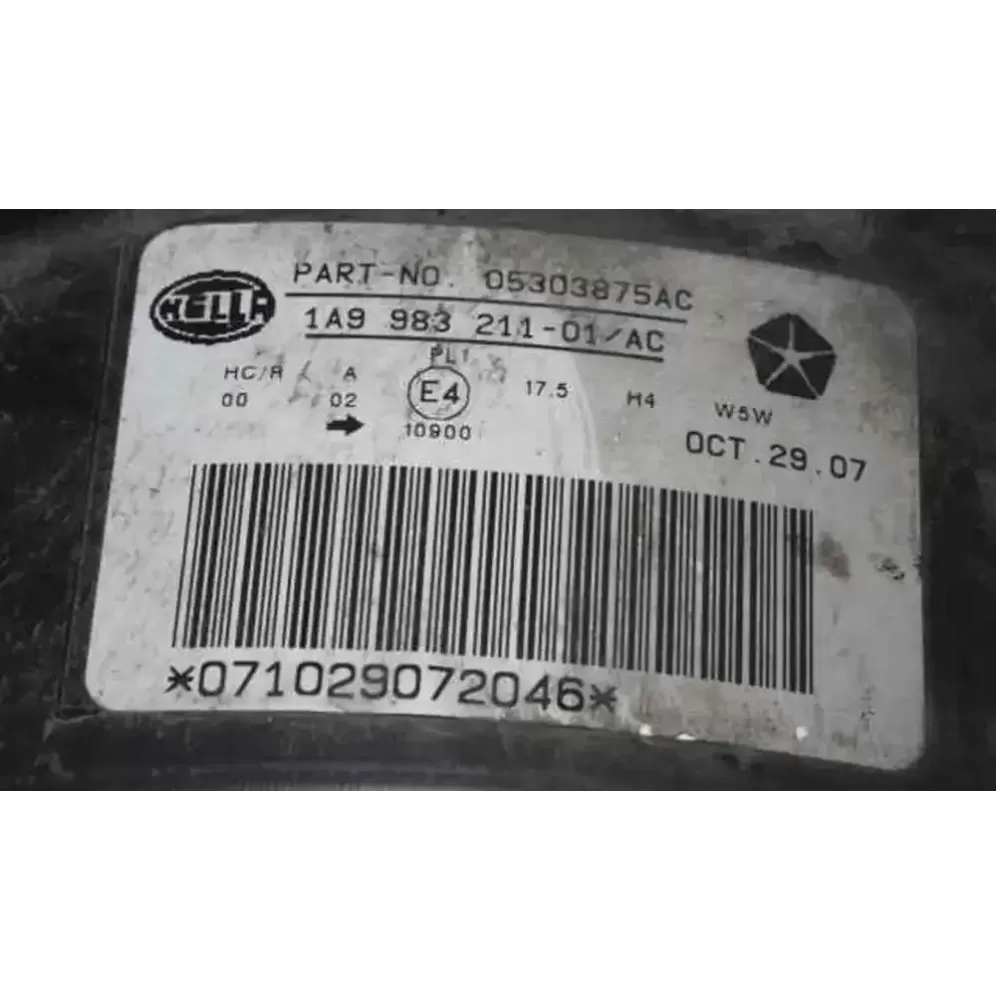 HELLA
PART-NO. 05303875AC
1A9 983 211-01/AC
PL1
HC/R A E4 17.5 H4 W5W
00 02
10900
OCT.29.07
*071029072046*